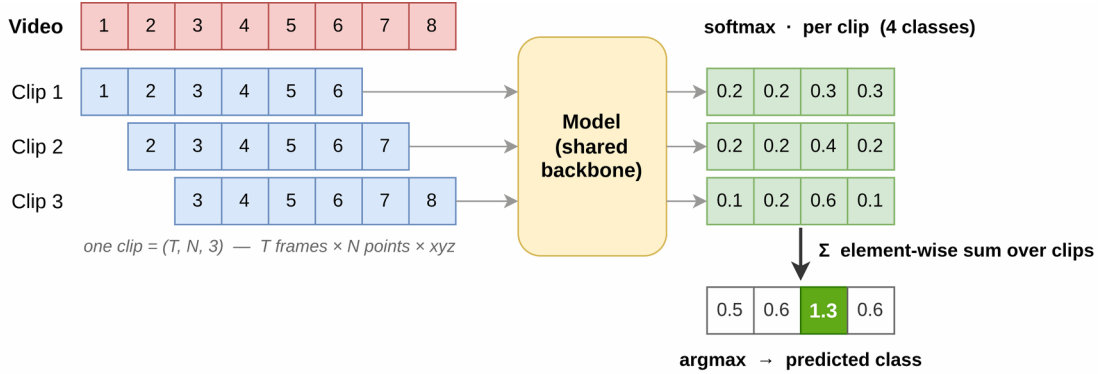 Video 1 2 3 4 5 6 7 8
softmax · per clip (4 classes)
Clip 1 1 2 3 4 5 6
0.2 0.2 0.3 0.3
Clip 2 2 3 4 5 6 7
0.2 0.2 0.4 0.2
Clip 3 3 4 5 6 7 8
0.1 0.2 0.6 0.1
Model
(shared
backbone)
one clip = (T, N, 3) — T frames × N points × xyz
Σ element-wise sum over clips
0.5 0.6 1.3 0.6
argmax → predicted class